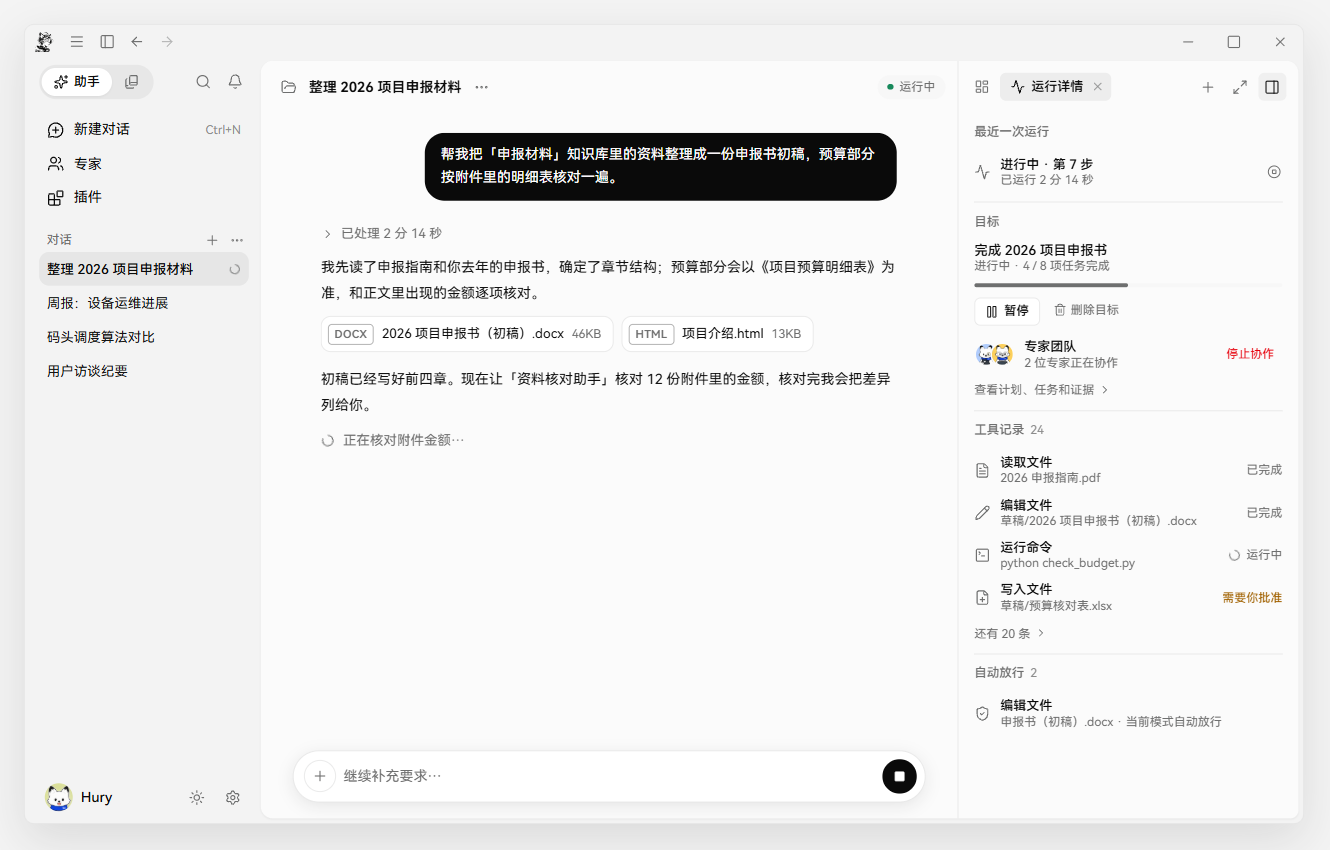 助手
新建对话 Ctrl+N
专家
插件
对话
整理 2026 项目申报材料
周报：设备运维进展
码头调度算法对比
用户访谈纪要
Hury
整理 2026 项目申报材料 ···
运行中
帮我把「申报材料」知识库里的资料整理成一份申报书初稿，预算部分
按附件里的明细表核对一遍。
已处理 2 分 14 秒
我先读了申报指南和你去年的申报书，确定了章节结构；预算部分会以《项目预算明细表》为
准，和正文里出现的金额逐项核对。
DOCX 2026 项目申报书（初稿）.docx 46KB
HTML 项目介绍.html 13KB
初稿已经写好前四章。现在让「资料核对助手」核对 12 份附件里的金额，核对完我会把差异
列给你。
正在核对附件金额···
继续补充要求···
运行详情
最近一次运行
进行中 · 第 7 步
已运行 2 分 14 秒
目标
完成 2026 项目申报书
进行中 · 4 / 8 项任务完成
暂停 删除目标
专家团队
2 位专家正在协作
停止协作
查看计划、任务和证据
工具记录 24
读取文件
2026 申报指南.pdf
已完成
编辑文件
草稿/2026 项目申报书（初稿）.docx
已完成
运行命令
python check_budget.py
运行中
写入文件
草稿/预算核对表.xlsx
需要你批准
还有 20 条
自动放行 2
编辑文件
申报书（初稿）.docx · 当前模式自动放行